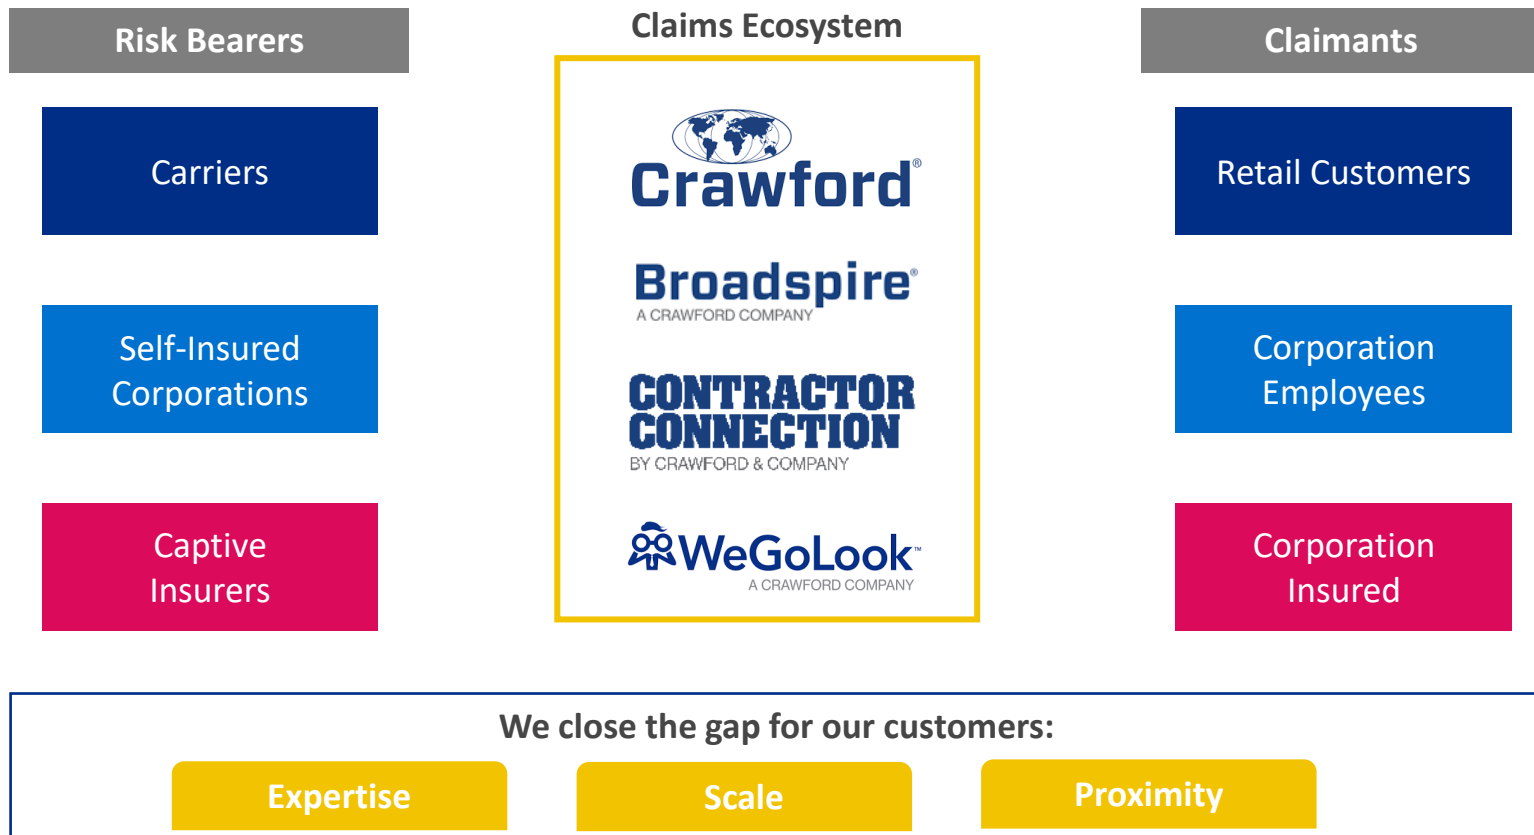 Risk Bearers
Claims Ecosystem
Claimants
Carriers
Self-Insured
Corporations
Captive
Insurers
Crawford®
Broadspire®
A CRAWFORD COMPANY
CONTRACTOR
CONNECTION
BY CRAWFORD & COMPANY
WeGoLook™
A CRAWFORD COMPANY
Retail Customers
Corporation
Employees
Corporation
Insured
We close the gap for our customers:
Expertise
Scale
Proximity